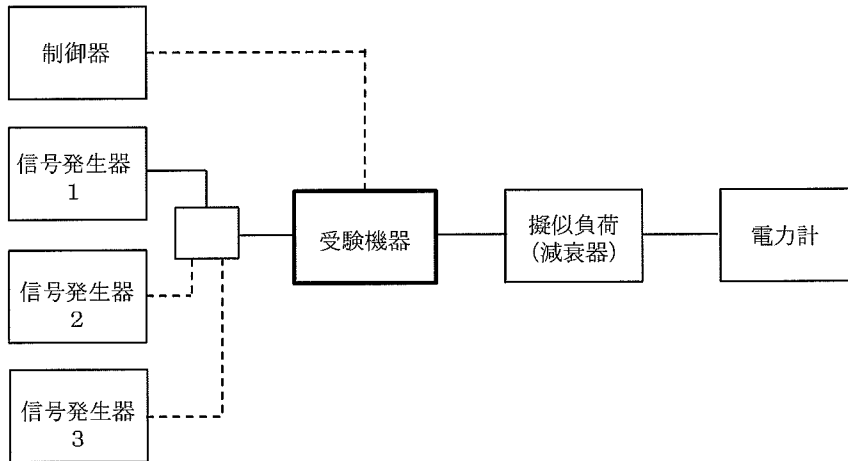 制御器
信号発生器
1
信号発生器
2
信号発生器
3
受験機器
擬似負荷
(減衰器)
電力計